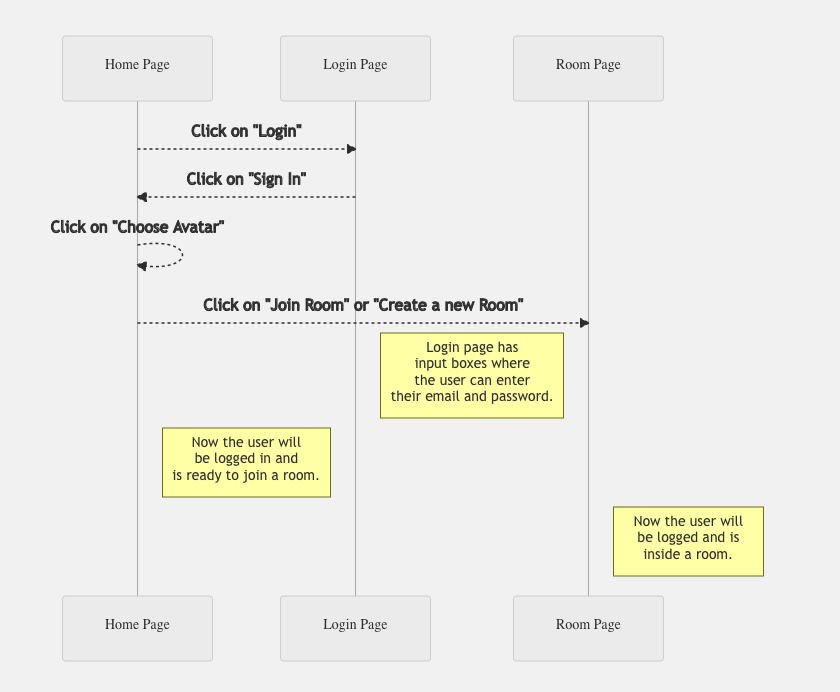 Home Page
Login Page
Room Page
Click on "Login"
Click on "Sign In"
Click on "Choose Avatar"
Click on "Join Room" or "Create a new Room"
Login page has
input boxes where
the user can enter
their email and password.
Now the user will
be logged in and
is ready to join a room.
Now the user will
be logged and is
inside a room.
Home Page
Login Page
Room Page